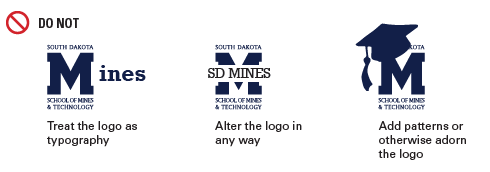 DO NOT
SOUTH DAKOTA
M ines
SCHOOL OF MINES
& TECHNOLOGY
Treat the logo as
typography
SOUTH DAKOTA
M
SD MINES
SCHOOL OF MINES
& TECHNOLOGY
Alter the logo in
any way
KOTA
M
SCHOOL OF MINES
& TECHNOLOGY
Add patterns or
otherwise adorn
the logo